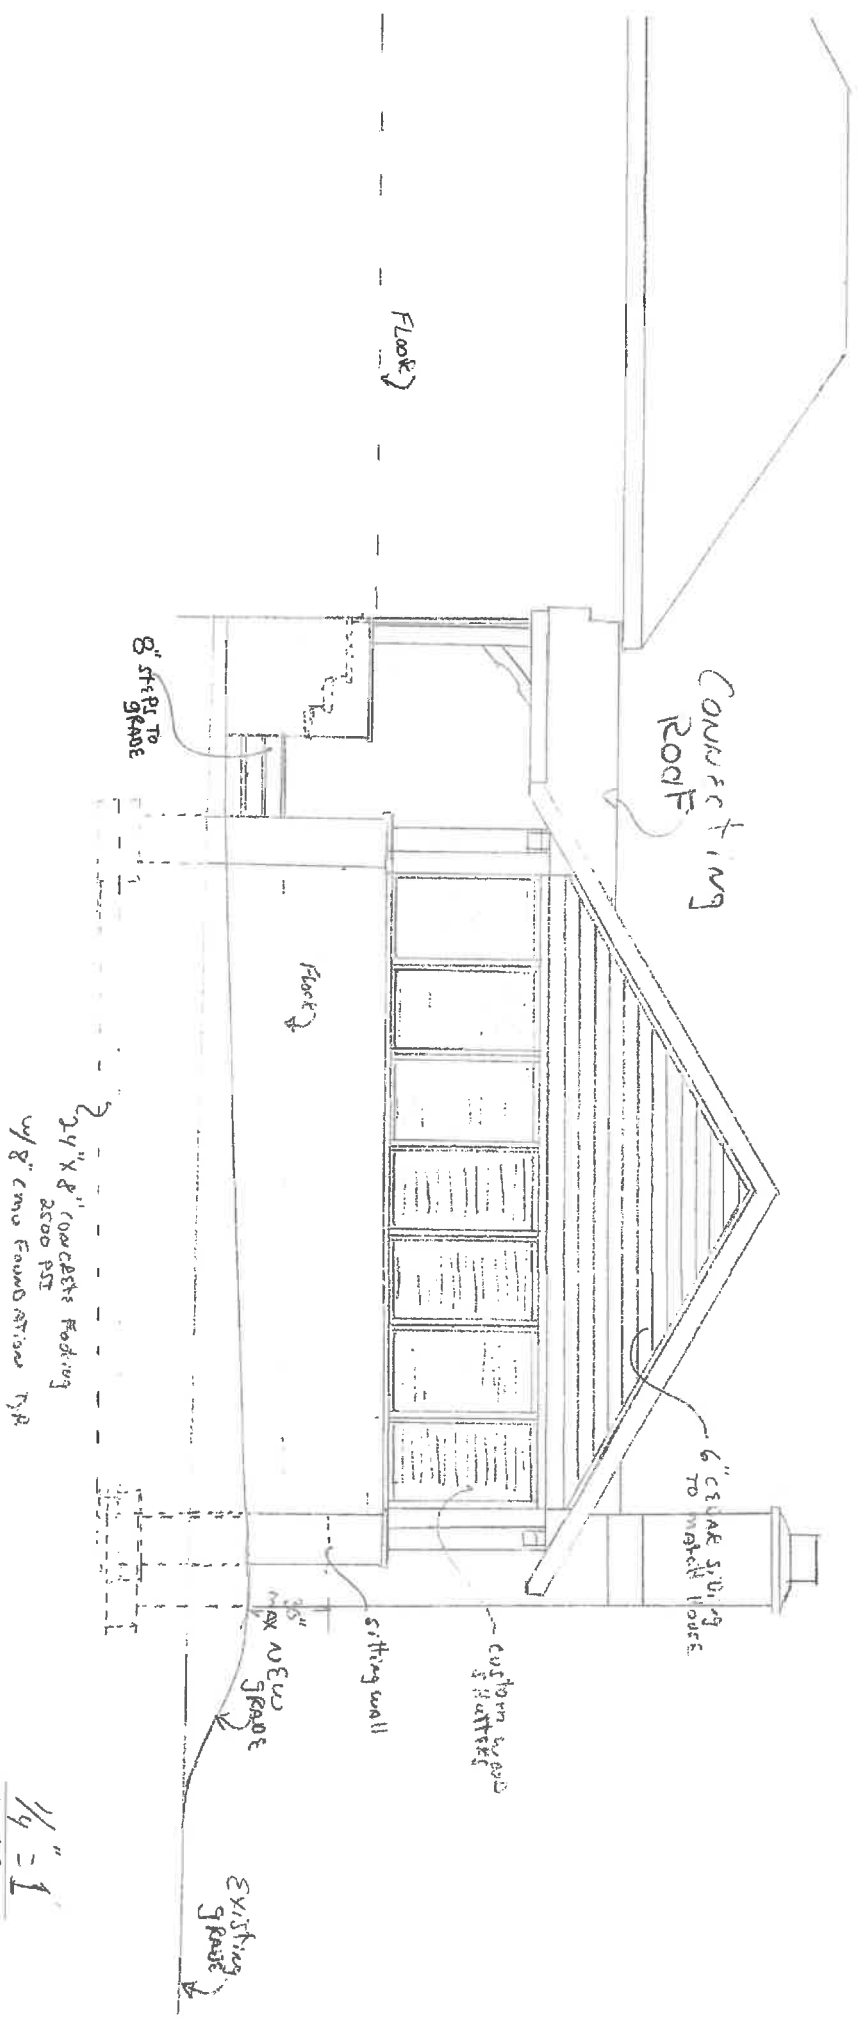 CONNECTING
ROOF
FLOOR
8" STEPS TO
GRADE
FLOOR
6" CEDAR SIDING
TO MATCH HOUSE
CUSTOM WOOD
SHUTTERS
sitting wall
36"
MAX NEW
GRADE
EXISTING
GRADE
24" X 8" CONCRETE FOOTING
2500 PSI
W/ 8" CMU FOUNDATION TYP
1/4" = 1'